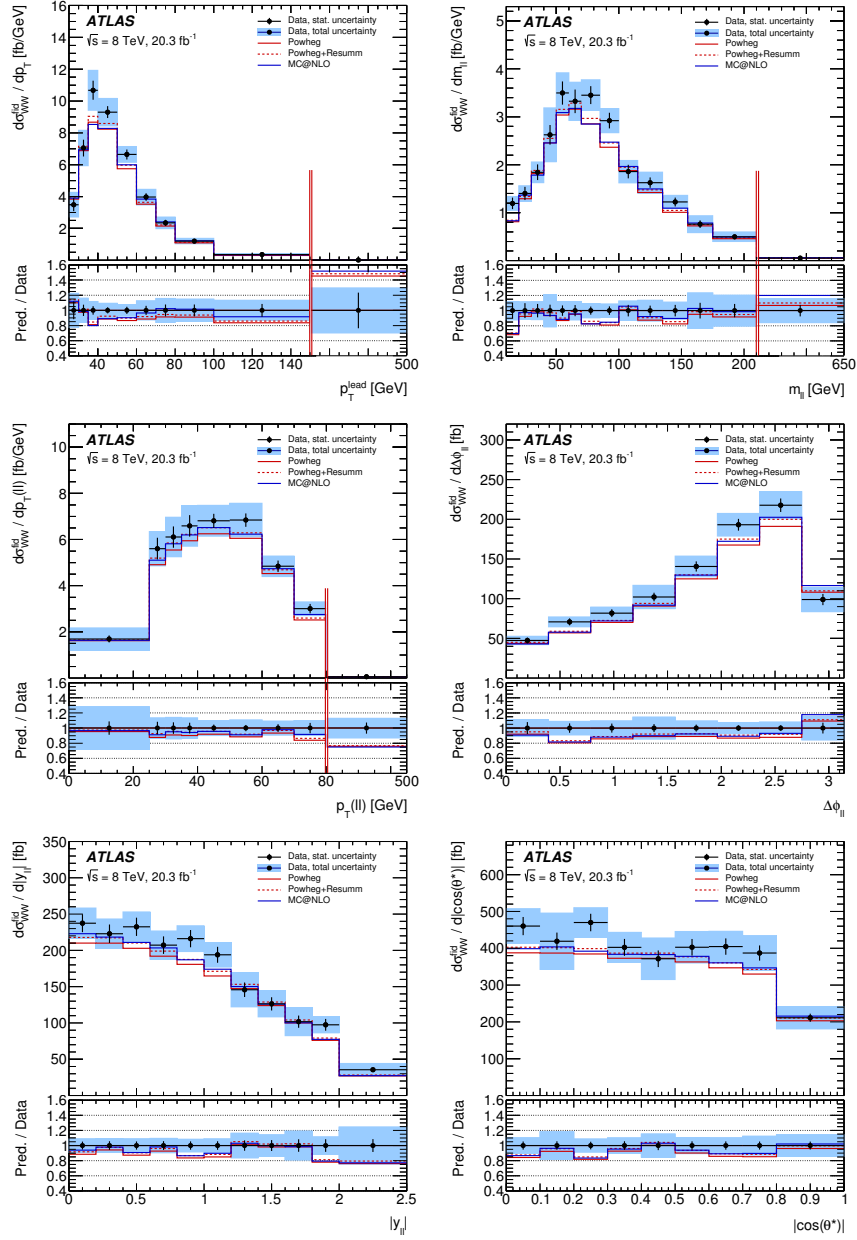 ATLAS
√s = 8 TeV, 20.3 fb⁻¹
Data, stat. uncertainty
Data, total uncertainty
Powheg
Powheg+Resumm
MC@NLO
dσ^fid_WW / dp_T [fb/GeV]
16
14
12
10
8
6
4
2
Pred. / Data
1.6
1.4
1.2
1
0.8
0.6
0.4
40 60 80 100 120 140 500
p_T^lead [GeV]
ATLAS
√s = 8 TeV, 20.3 fb⁻¹
Data, stat. uncertainty
Data, total uncertainty
Powheg
Powheg+Resumm
MC@NLO
dσ^fid_WW / dm_ll [fb/GeV]
5
4
3
2
1
Pred. / Data
1.6
1.4
1.2
1
0.8
0.6
0.4
50 100 150 200 650
m_ll [GeV]
ATLAS
√s = 8 TeV, 20.3 fb⁻¹
Data, stat. uncertainty
Data, total uncertainty
Powheg
Powheg+Resumm
MC@NLO
dσ^fid_WW / dp_T(ll) [fb/GeV]
10
8
6
4
2
Pred. / Data
1.6
1.4
1.2
1
0.8
0.6
0.4
0 20 40 60 80 500
p_T(ll) [GeV]
ATLAS
√s = 8 TeV, 20.3 fb⁻¹
Data, stat. uncertainty
Data, total uncertainty
Powheg
Powheg+Resumm
MC@NLO
dσ^fid_WW / dΔϕ_ll [fb]
300
250
200
150
100
50
Pred. / Data
1.6
1.4
1.2
1
0.8
0.6
0.4
0 0.5 1 1.5 2 2.5 3
Δϕ_ll
ATLAS
√s = 8 TeV, 20.3 fb⁻¹
Data, stat. uncertainty
Data, total uncertainty
Powheg
Powheg+Resumm
MC@NLO
dσ^fid_WW / d|y_ll| [fb]
350
300
250
200
150
100
50
Pred. / Data
1.6
1.4
1.2
1
0.8
0.6
0.4
0 0.5 1 1.5 2 2.5
|y_ll|
ATLAS
√s = 8 TeV, 20.3 fb⁻¹
Data, stat. uncertainty
Data, total uncertainty
Powheg
Powheg+Resumm
MC@NLO
dσ^fid_WW / d|cos(θ*)| [fb]
600
500
400
300
200
100
Pred. / Data
1.6
1.4
1.2
1
0.8
0.6
0.4
0 0.1 0.2 0.3 0.4 0.5 0.6 0.7 0.8 0.9 1
|cos(θ*)|